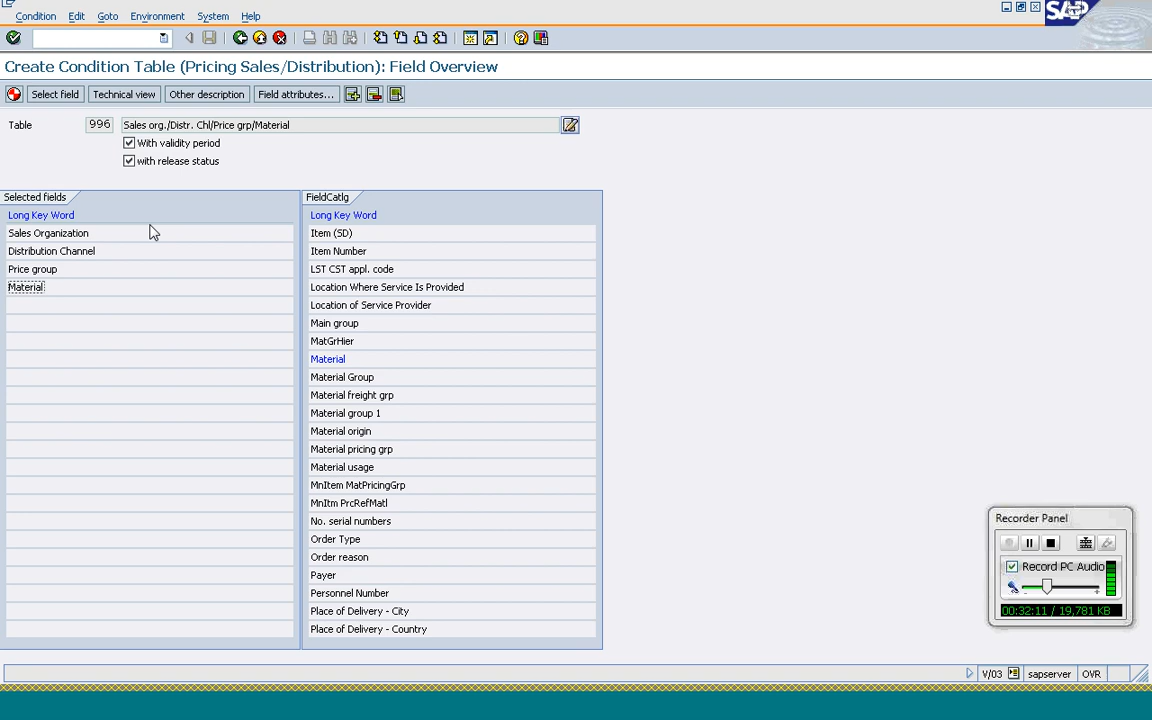 Condition Edit Goto Environment System Help
SAP
Create Condition Table (Pricing Sales/Distribution): Field Overview
Select field Technical view Other description Field attributes...
Table 996 Sales org./Distr. Chl/Price grp/Material
With validity period
with release status
Selected fields FieldCatlg
Long Key Word Long Key Word
Sales Organization Item (SD)
Distribution Channel Item Number
Price group LST CST appl. code
Material Location Where Service Is Provided
Location of Service Provider
Main group
MatGrHier
Material
Material Group
Material freight grp
Material group 1
Material origin
Material pricing grp
Material usage
MnItem MatPricingGrp
MnItm PrcRefMatl
No. serial numbers
Order Type
Order reason
Payer
Personnel Number
Place of Delivery - City
Place of Delivery - Country
Recorder Panel
Record PC Audio
00:32:11 / 19,781 KB
V/03 sapserver OVR